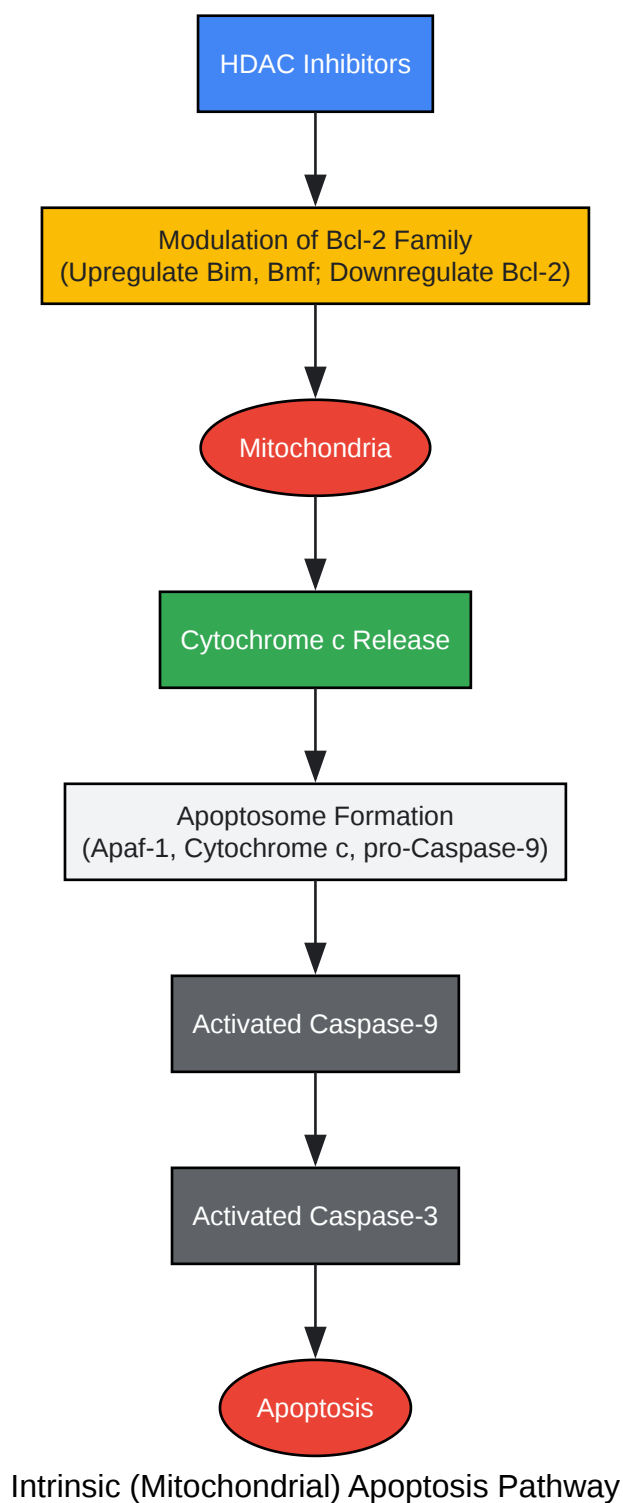 HDAC Inhibitors
Modulation of Bcl-2 Family
(Upregulate Bim, Bmf; Downregulate Bcl-2)
Mitochondria
Cytochrome c Release
Apoptosome Formation
(Apaf-1, Cytochrome c, pro-Caspase-9)
Activated Caspase-9
Activated Caspase-3
Apoptosis
Intrinsic (Mitochondrial) Apoptosis Pathway